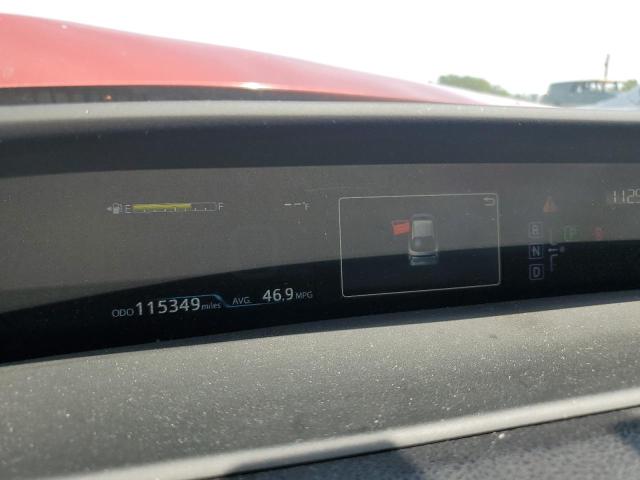 E F
--°F
R P
N
D
ODO 115349 miles AVG. 46.9 MPG